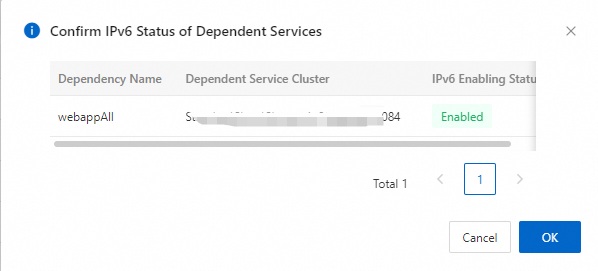 Confirm IPv6 Status of Dependent Services
Dependency Name Dependent Service Cluster IPv6 Enabling Statu
webappAll Enabled
Total 1 1
Cancel OK